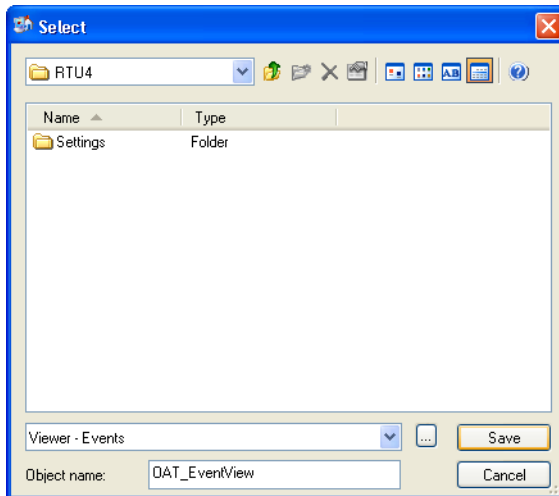 Select
RTU4
Name Type
Settings Folder
Viewer - Events
Save
Object name: OAT_EventView
Cancel